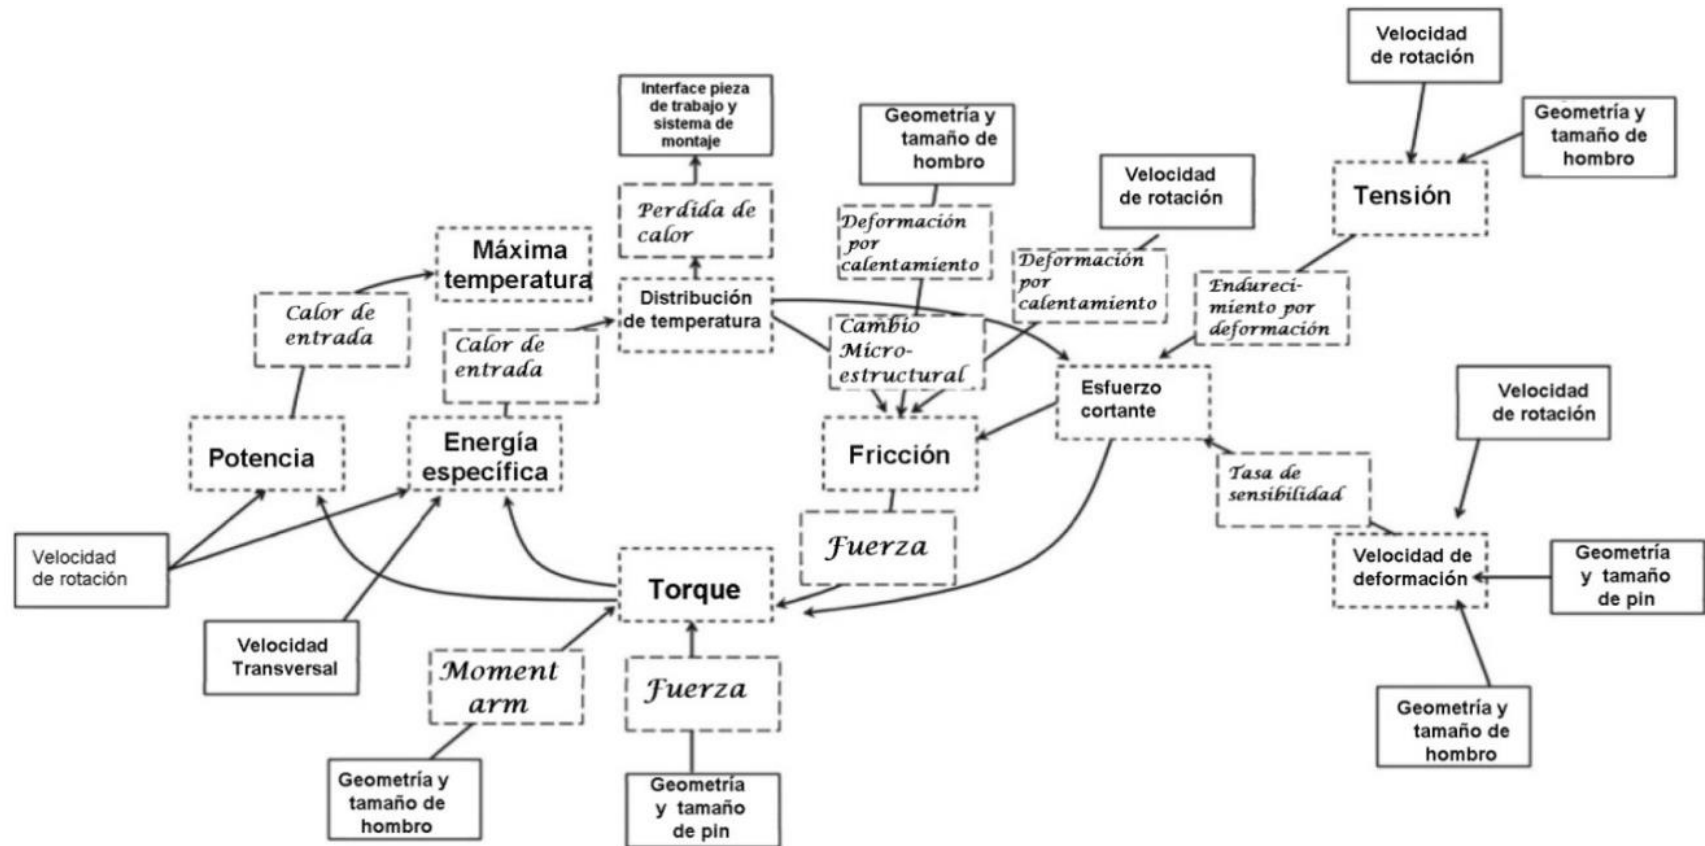 Velocidad
de rotación
Interface pieza
de trabajo y
sistema de
montaje
Geometría y
tamaño de
hombro
Geometría y
tamaño de
hombro
Velocidad
de rotación
Tensión
Perdida de
calor
Deformación
por
calentamiento
Máxima
temperatura
Deformación
por
calentamiento
Endureci-
miento por
deformación
Distribución
de temperatura
Calor de
entrada
Calor de
entrada
Cambio
Micro-
estructural
Esfuerzo
cortante
Velocidad
de rotación
Potencia
Energía
específica
Fricción
Tasa de
sensibilidad
Velocidad
de rotación
Fuerza
Torque
Velocidad de
deformación
Geometría
y tamaño
de pin
Velocidad
Transversal
Moment
arm
Fuerza
Geometría y
tamaño de
hombro
Geometría y
tamaño de
hombro
Geometría
y tamaño
de pin